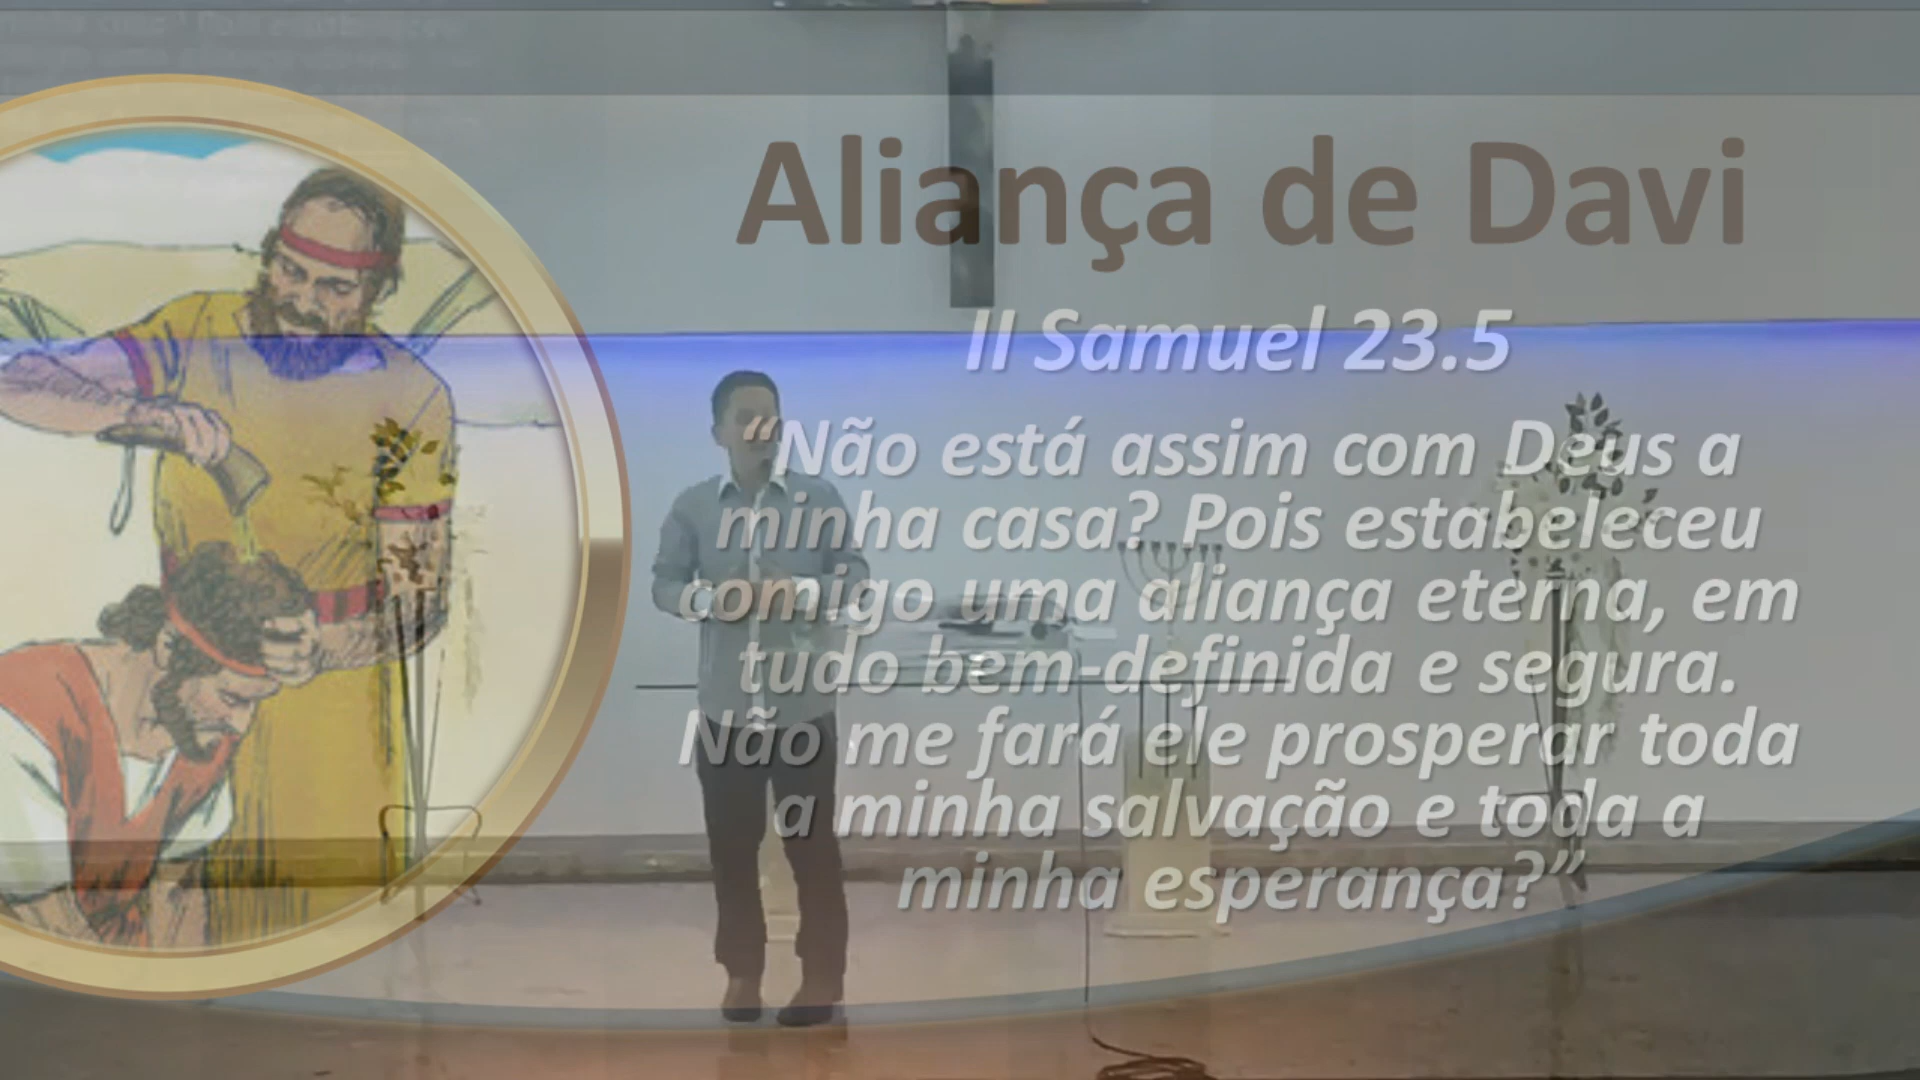 Aliança de Davi
II Samuel 23.5
“Não está assim com Deus a
minha casa? Pois estabeleceu
comigo uma aliança eterna, em
tudo bem-definida e segura.
Não me fará ele prosperar toda
a minha salvação e toda a
minha esperança?”